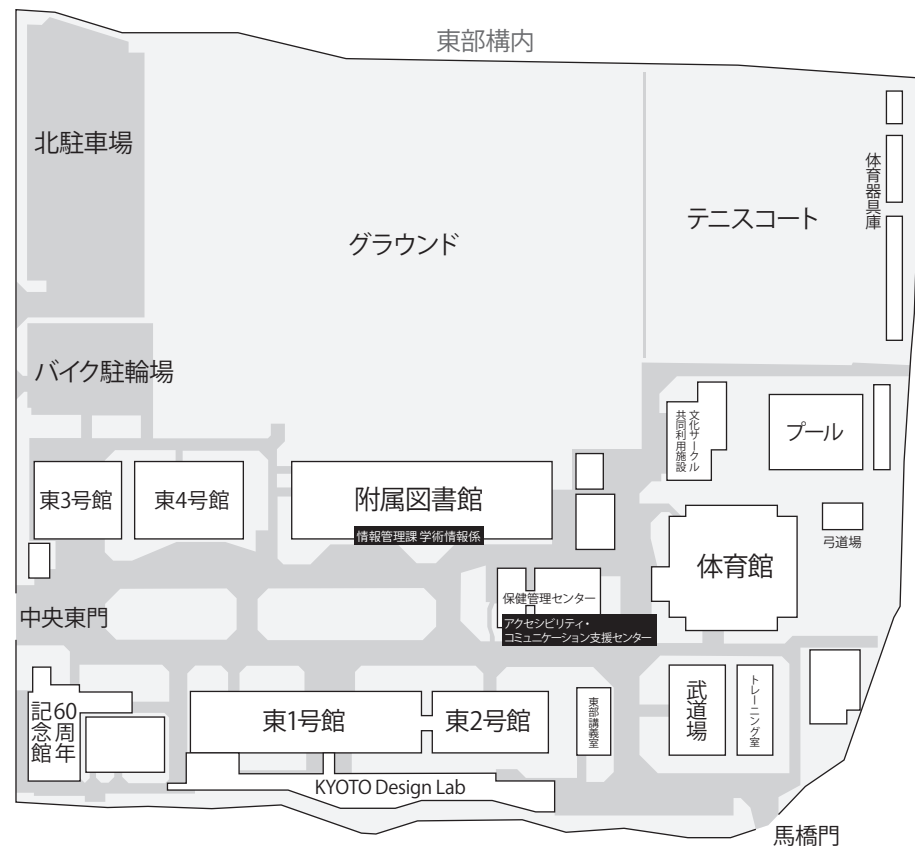 東部構内
北駐車場
体育器具庫
テニスコート
グラウンド
バイク駐輪場
文化サークル
共同利用施設
プール
東3号館
東4号館
附属図書館
情報管理課 学術情報係
弓道場
体育館
保健管理センター
中央東門
アクセシビリティ・
コミュニケーション支援センター
60周年
記念館
東1号館
東2号館
東部講義室
武道場
トレーニング室
KYOTO Design Lab
馬橋門